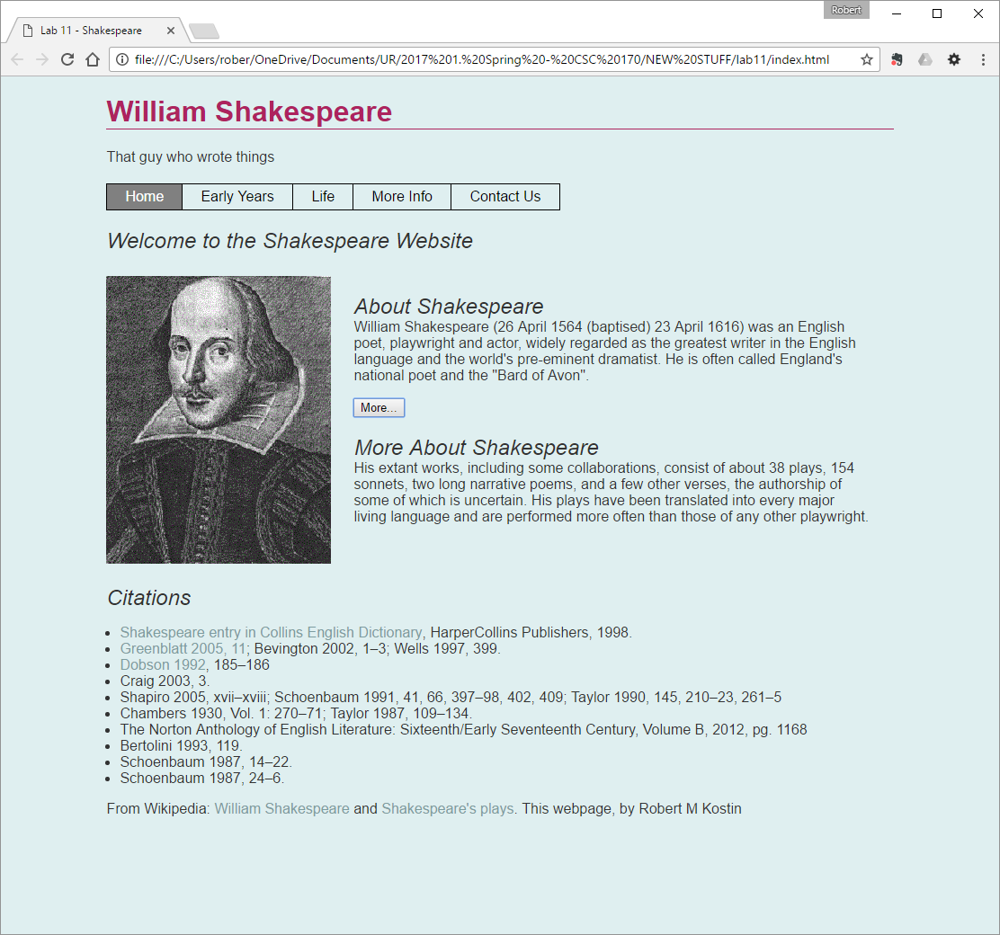 Robert
Lab 11 - Shakespeare
file:///C:/Users/rober/OneDrive/Documents/UR/2017%201.%20Spring%20-%20CSC%20170/NEW%20STUFF/lab11/index.html
William Shakespeare
That guy who wrote things
Home Early Years Life More Info Contact Us
Welcome to the Shakespeare Website
About Shakespeare
William Shakespeare (26 April 1564 (baptised) 23 April 1616) was an English
poet, playwright and actor, widely regarded as the greatest writer in the English
language and the world's pre-eminent dramatist. He is often called England's
national poet and the "Bard of Avon".
More...
More About Shakespeare
His extant works, including some collaborations, consist of about 38 plays, 154
sonnets, two long narrative poems, and a few other verses, the authorship of
some of which is uncertain. His plays have been translated into every major
living language and are performed more often than those of any other playwright.
Citations
Shakespeare entry in Collins English Dictionary, HarperCollins Publishers, 1998.
Greenblatt 2005, 11; Bevington 2002, 1–3; Wells 1997, 399.
Dobson 1992, 185–186
Craig 2003, 3.
Shapiro 2005, xvii–xviii; Schoenbaum 1991, 41, 66, 397–98, 402, 409; Taylor 1990, 145, 210–23, 261–5
Chambers 1930, Vol. 1: 270–71; Taylor 1987, 109–134.
The Norton Anthology of English Literature: Sixteenth/Early Seventeenth Century, Volume B, 2012, pg. 1168
Bertolini 1993, 119.
Schoenbaum 1987, 14–22.
Schoenbaum 1987, 24–6.
From Wikipedia: William Shakespeare and Shakespeare's plays. This webpage, by Robert M Kostin